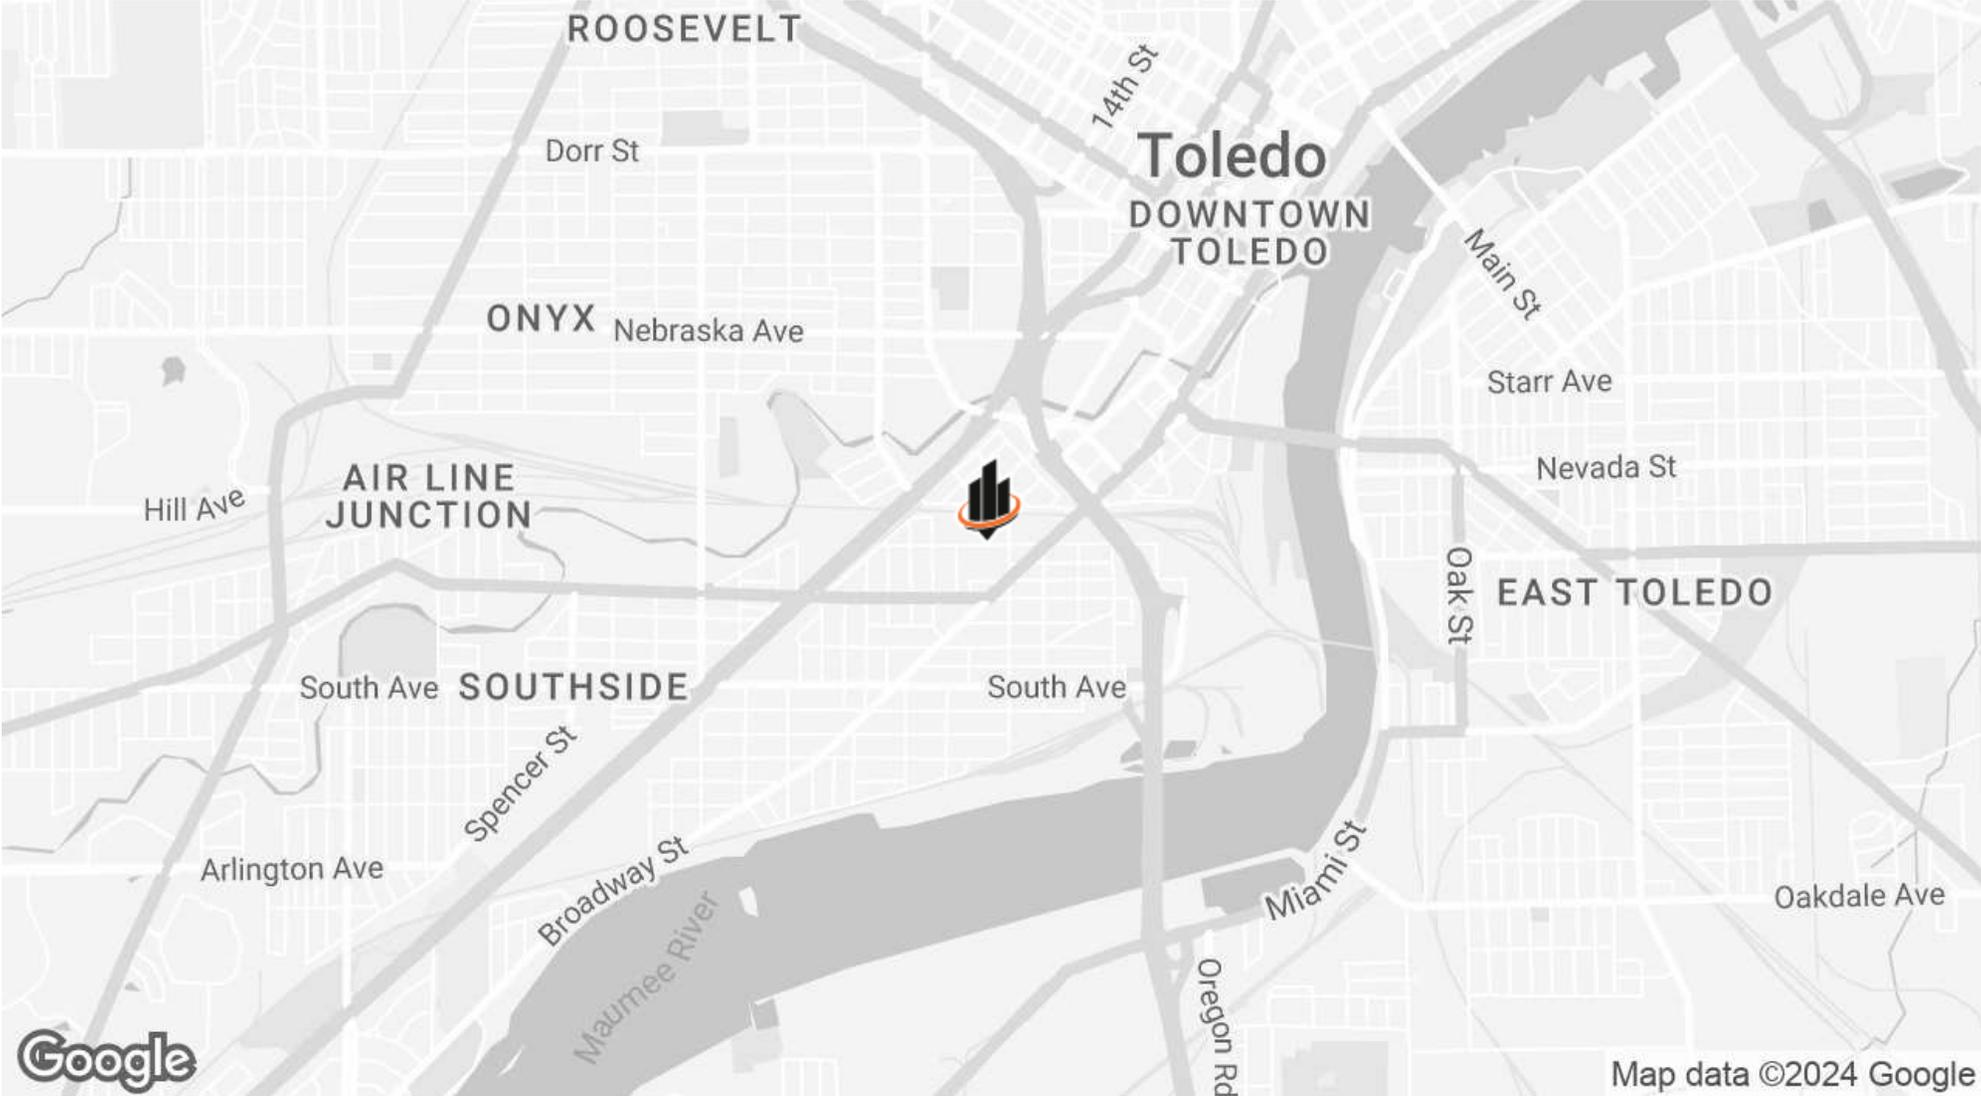 ROOSEVELT
14th St
Dorr St
Toledo
DOWNTOWN
TOLEDO
Main St
ONYX
Nebraska Ave
Starr Ave
AIR LINE
JUNCTION
Hill Ave
Nevada St
Oak St
EAST TOLEDO
South Ave
SOUTHSIDE
South Ave
Spencer St
Arlington Ave
Broadway St
Miami St
Oakdale Ave
Maumee River
Oregon Rd
Google
Map data ©2024 Google